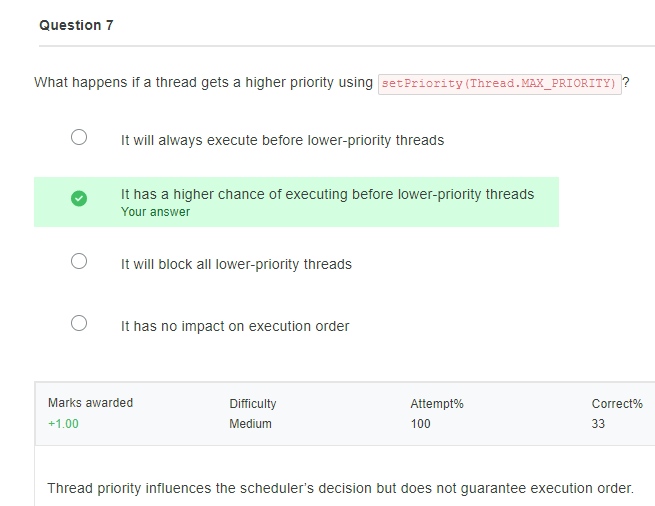 Question 7
What happens if a thread gets a higher priority using setPriority(Thread.MAX_PRIORITY) ?
It will always execute before lower-priority threads
It has a higher chance of executing before lower-priority threads
Your answer
It will block all lower-priority threads
It has no impact on execution order
Marks awarded Difficulty Attempt% Correct%
+1.00 Medium 100 33
Thread priority influences the scheduler's decision but does not guarantee execution order.